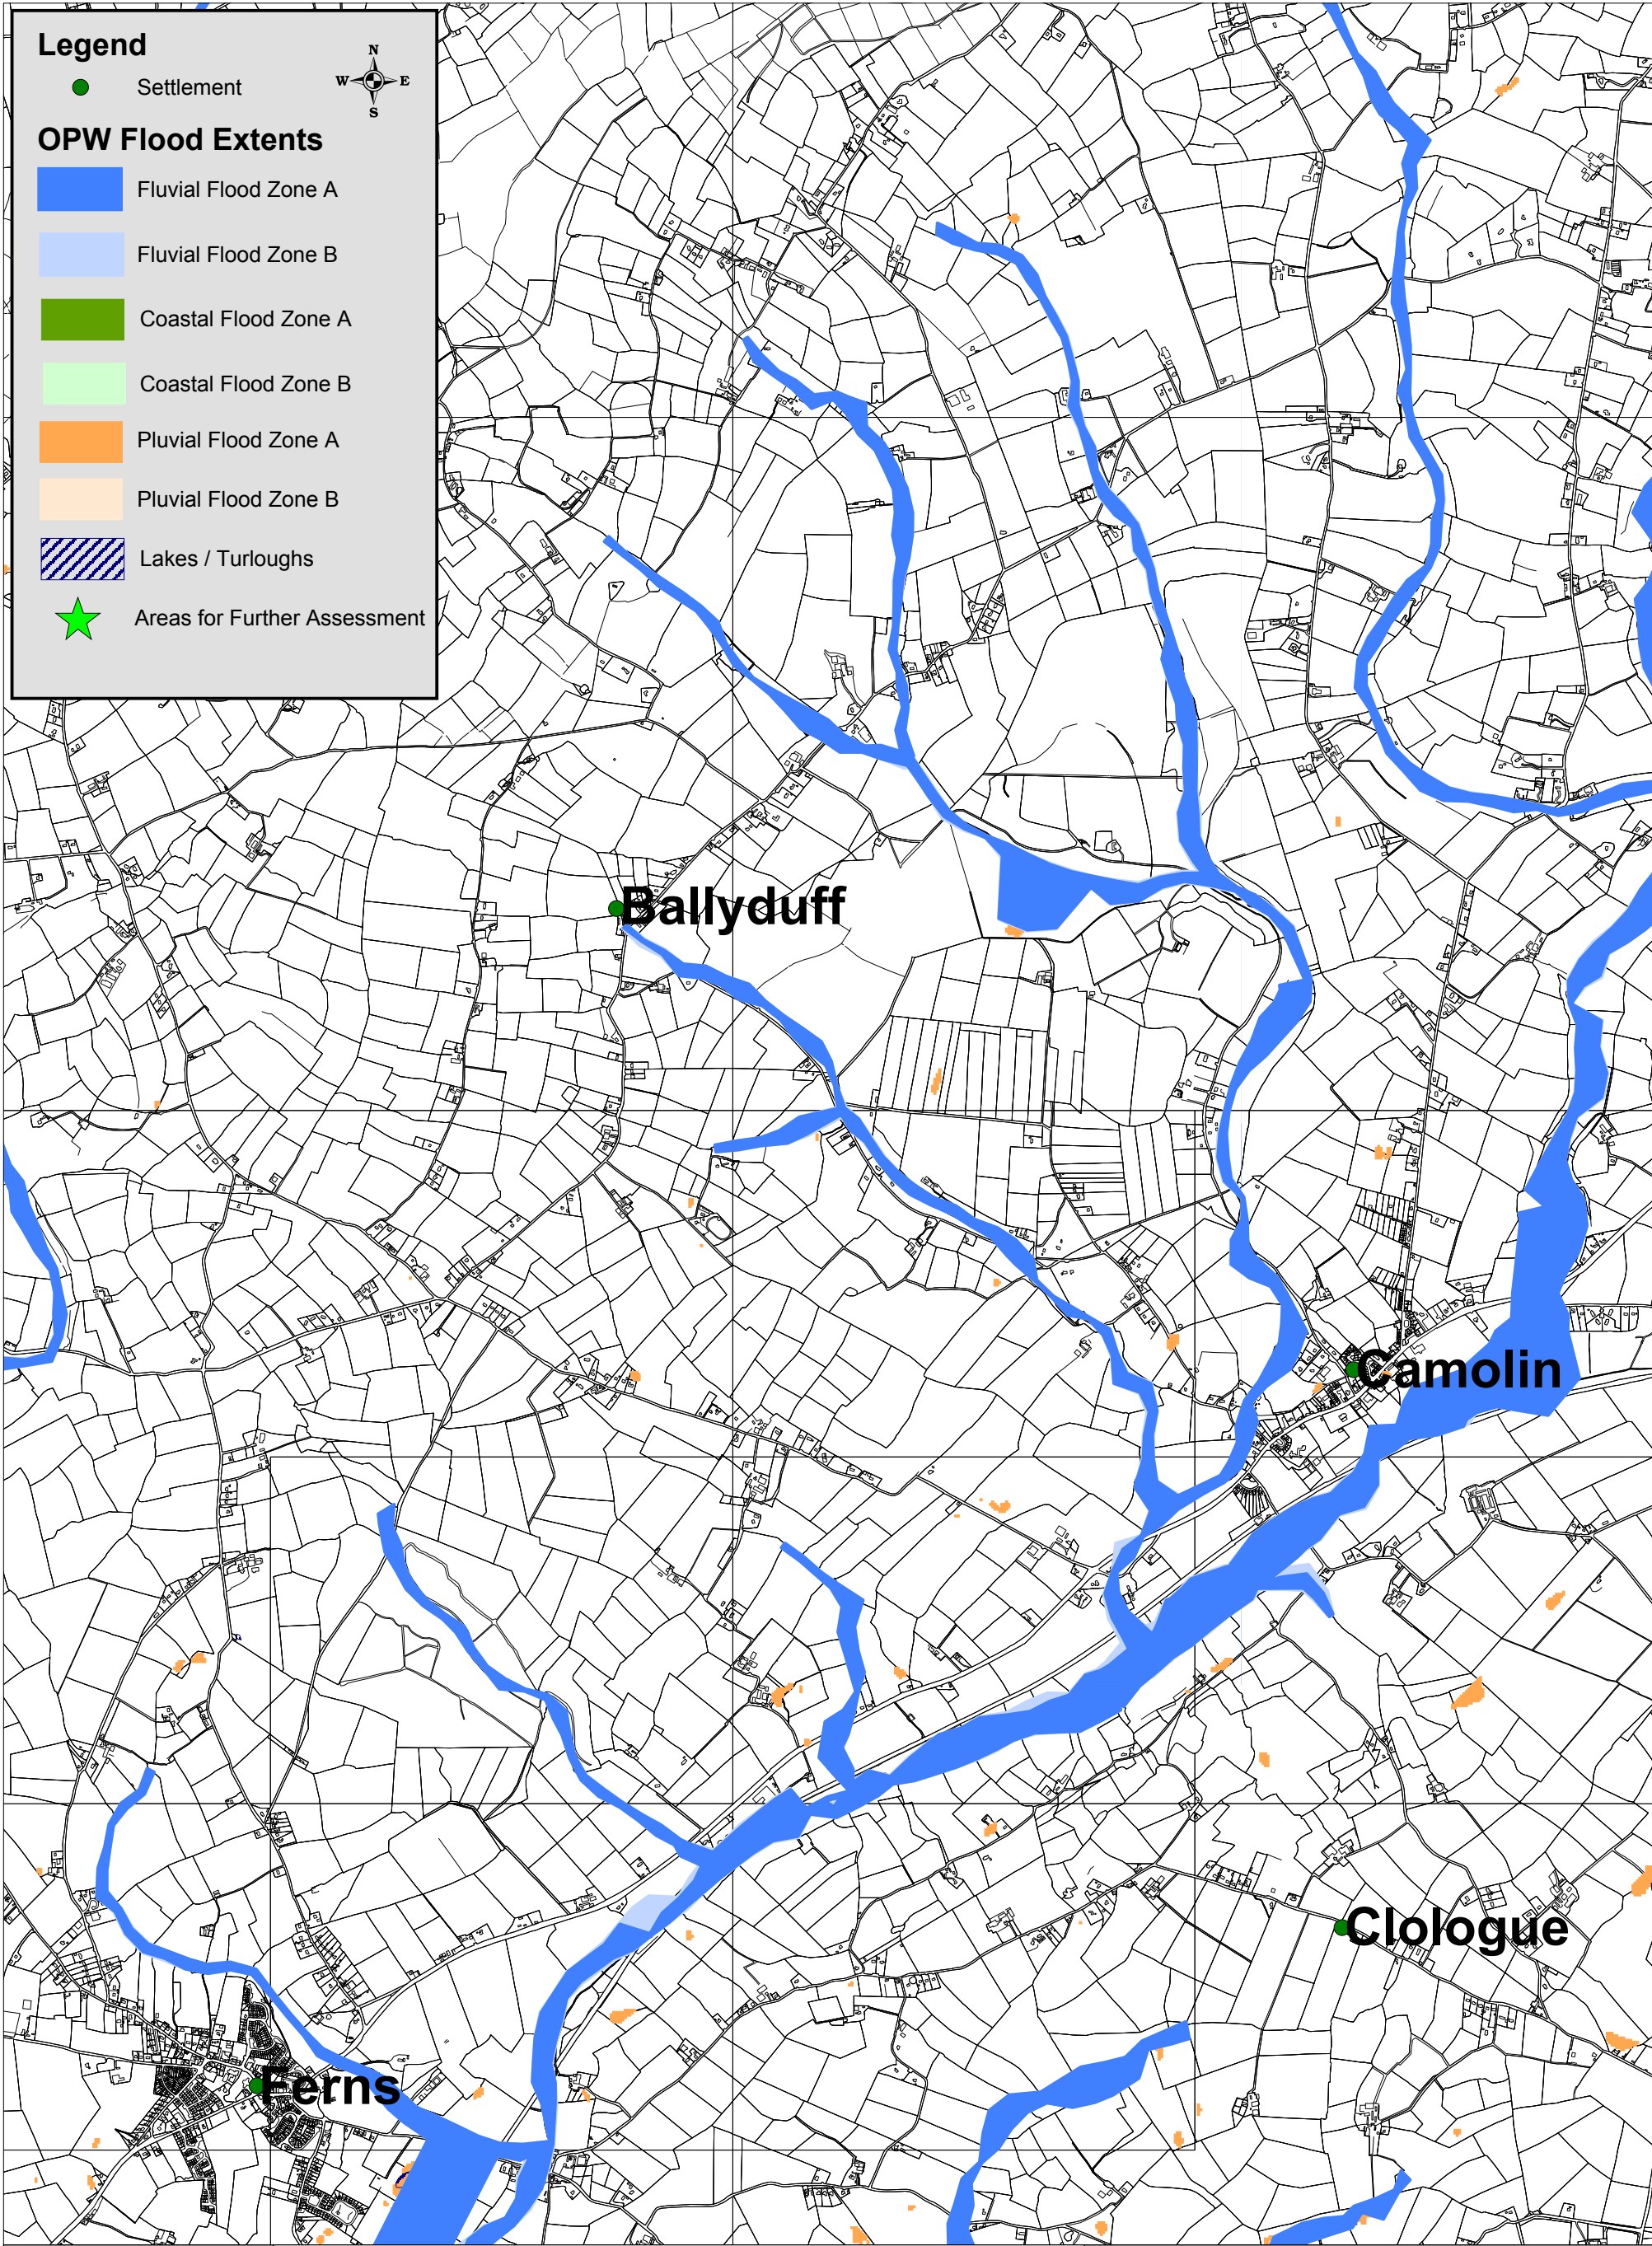 Legend
N
W E
S
Settlement
OPW Flood Extents
Fluvial Flood Zone A
Fluvial Flood Zone B
Coastal Flood Zone A
Coastal Flood Zone B
Pluvial Flood Zone A
Pluvial Flood Zone B
Lakes / Turloughs
Areas for Further Assessment
Ballyduff
Camolin
Clologue
Ferns